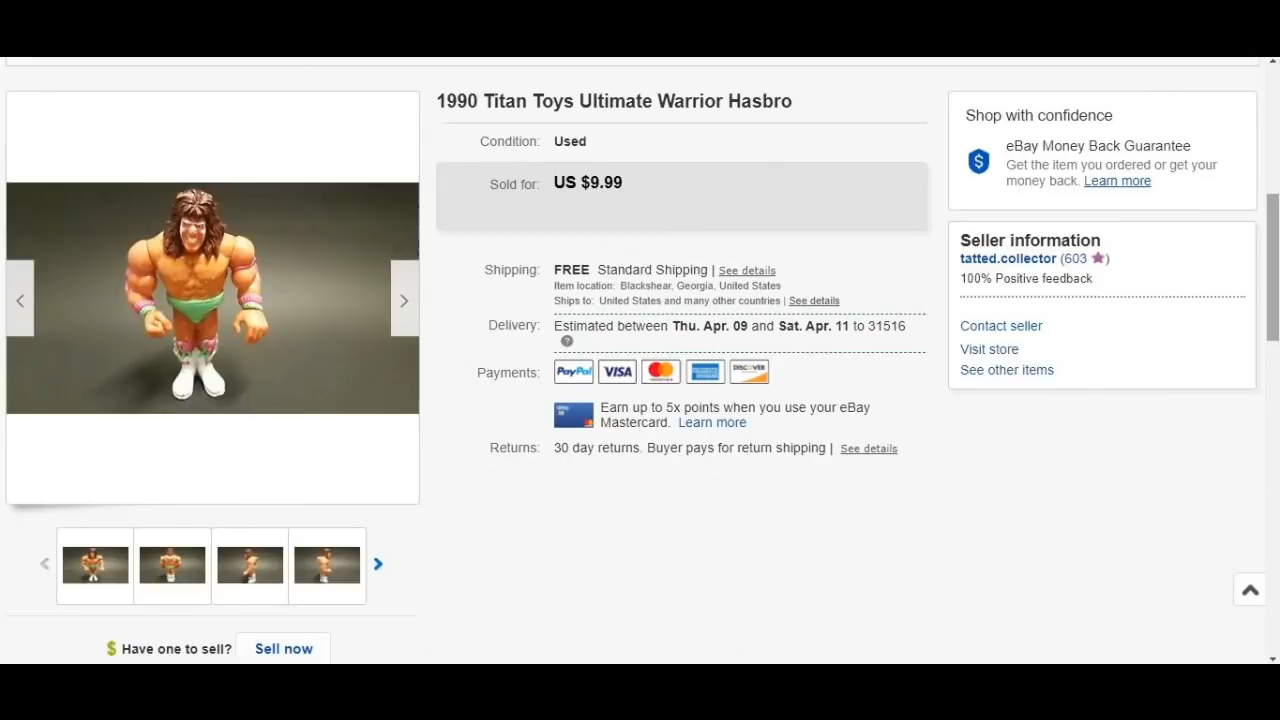 1990 Titan Toys Ultimate Warrior Hasbro
Condition: Used
Sold for: US $9.99
Shipping: FREE Standard Shipping | See details
Item location: Blackshear, Georgia, United States
Ships to: United States and many other countries | See details
Delivery: Estimated between Thu. Apr. 09 and Sat. Apr. 11 to 31516
?
Payments: PayPal VISA MasterCard DISCOVER
Earn up to 5x points when you use your eBay
Mastercard. Learn more
Returns: 30 day returns. Buyer pays for return shipping | See details
Shop with confidence
$
eBay Money Back Guarantee
Get the item you ordered or get your
money back. Learn more
Seller information
tatted.collector (603 ★)
100% Positive feedback
Contact seller
Visit store
See other items
$ Have one to sell? Sell now